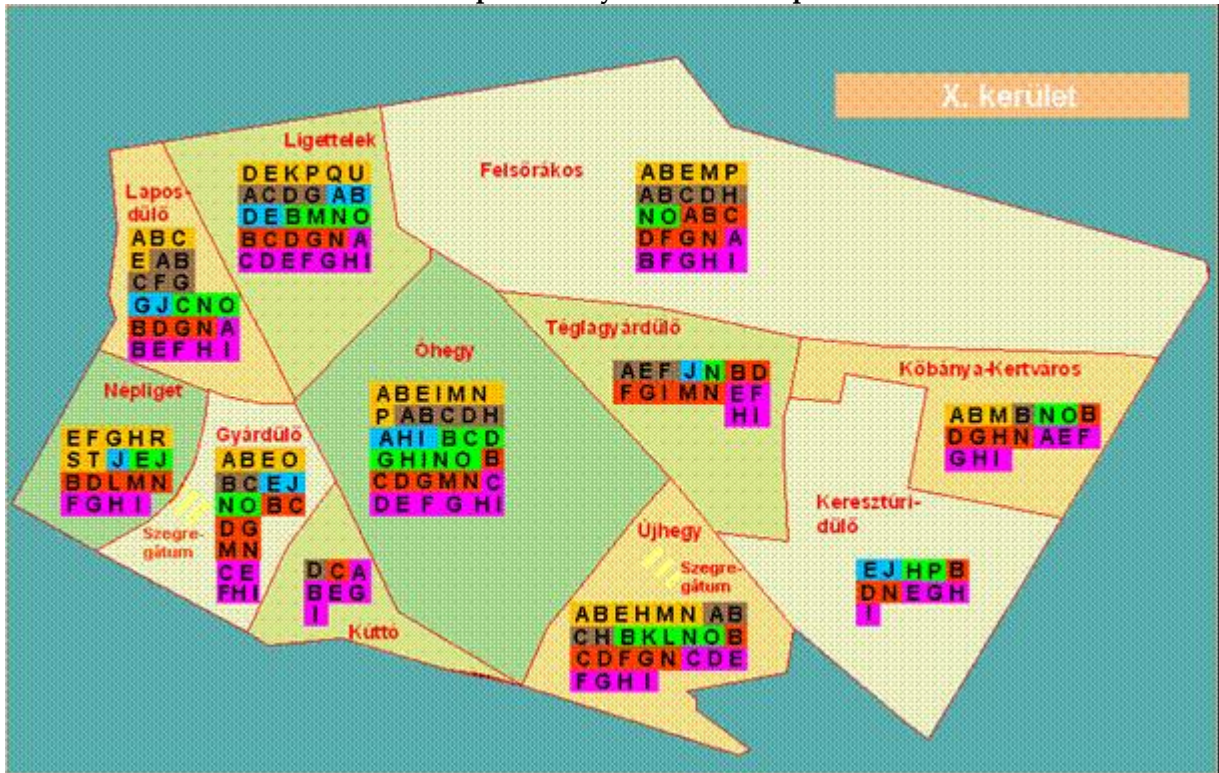 X. kerület
Ligettelek
D E K P Q U
A C D G A B
D E B M N O
B C D G N A
C D E F G H I
Felsőrákos
A B E M P
A B C D H
N O A B C
D F G N A
B F G H I
Lapos-
dűlő
A B C
E A B
C F G
G J C N O
B D G N A
B E F H I
Téglagyárdűlő
A E F J N B D
F G I M N E F
H I
Óhegy
A B E I M N
P A B C D H
A H I B C D
G H I N O B
C D G M N C
D E F G H I
Kőbánya-Kertváros
A B M B N O B
D G H N A E F
G H I
Népliget
E F G H R
S T J E J
B D L M N
F G H I
Gyárdűlő
A B E O
B C E J
N O B C
D G
M N
C E
F H I
Szegre-
gátum
Keresztúri-
dűlő
E J H P B
D N E G H
I
Újhegy
Szegre-
gátum
A B E H M N A B
C H B K L N O B
C D F G N C D E
F G H I
D C A
B E G
I
Kúttó